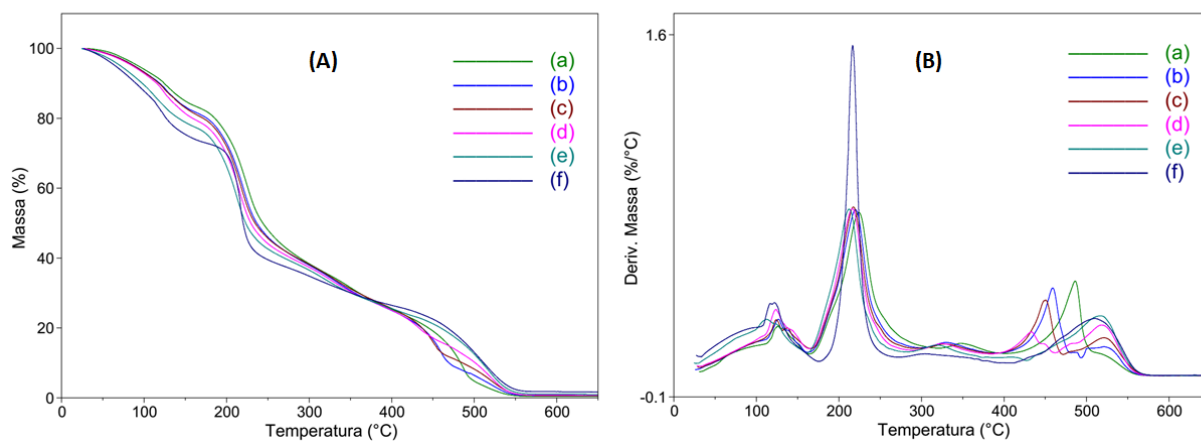 (A)
(a)
(b)
(c)
(d)
(e)
(f)
Massa (%)
100
80
60
40
20
0
0 100 200 300 400 500 600
Temperatura (°C)
(B)
(a)
(b)
(c)
(d)
(e)
(f)
Deriv. Massa (%/°C)
1.6
-0.1
0 100 200 300 400 500 600
Temperatura (°C)